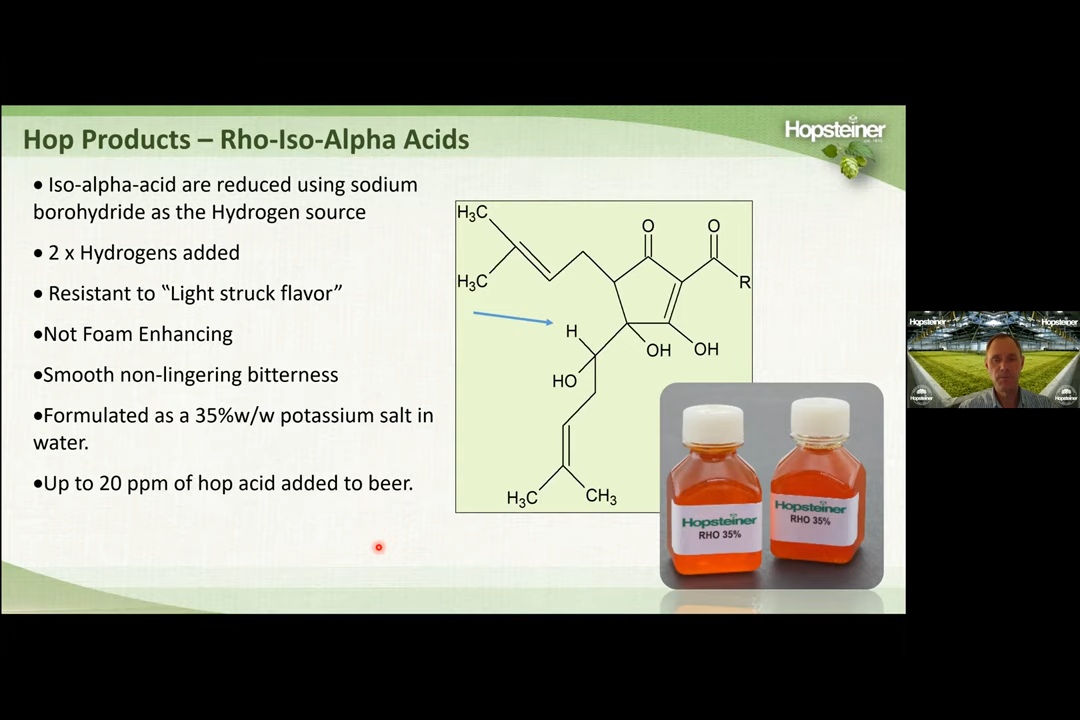 Hop Products – Rho-Iso-Alpha Acids
Hopsteiner
• Iso-alpha-acid are reduced using sodium
borohydride as the Hydrogen source
• 2 x Hydrogens added
• Resistant to “Light struck flavor”
•Not Foam Enhancing
•Smooth non-lingering bitterness
•Formulated as a 35%w/w potassium salt in
water.
•Up to 20 ppm of hop acid added to beer.
H3C
O
O
H3C
R
H
OH
OH
HO
H3C
CH3
Hopsteiner
RHO 35%
Hopsteiner
RHO 35%
Hopsteiner
Hopsteiner
Hopsteiner
Hopsteiner